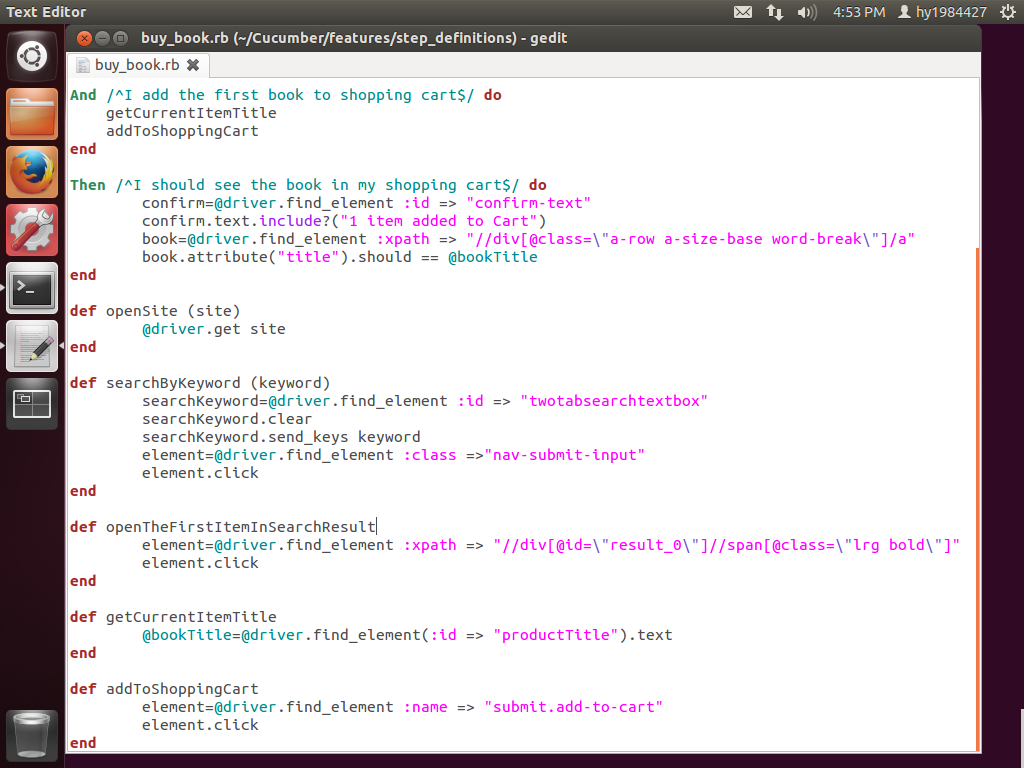 Text Editor
4:53 PM
hy1984427
buy_book.rb (~/Cucumber/features/step_definitions) - gedit
buy_book.rb
And /^I add the first book to shopping cart$/ do
    getCurrentItemTitle
    addToShoppingCart
end
Then /^I should see the book in my shopping cart$/ do
        confirm=@driver.find_element :id => "confirm-text"
        confirm.text.include?("1 item added to Cart")
        book=@driver.find_element :xpath => "//div[@class=\"a-row a-size-base word-break\"]/a"
        book.attribute("title").should == @bookTitle
end
def openSite (site)
        @driver.get site
end
def searchByKeyword (keyword)
        searchKeyword=@driver.find_element :id => "twotabsearchtextbox"
        searchKeyword.clear
        searchKeyword.send_keys keyword
        element=@driver.find_element :class =>"nav-submit-input"
        element.click
end
def openTheFirstItemInSearchResult
        element=@driver.find_element :xpath => "//div[@id=\"result_0\"]//span[@class=\"lrg bold\"]"
        element.click
end
def getCurrentItemTitle
        @bookTitle=@driver.find_element(:id => "productTitle").text
end
def addToShoppingCart
        element=@driver.find_element :name => "submit.add-to-cart"
        element.click
end